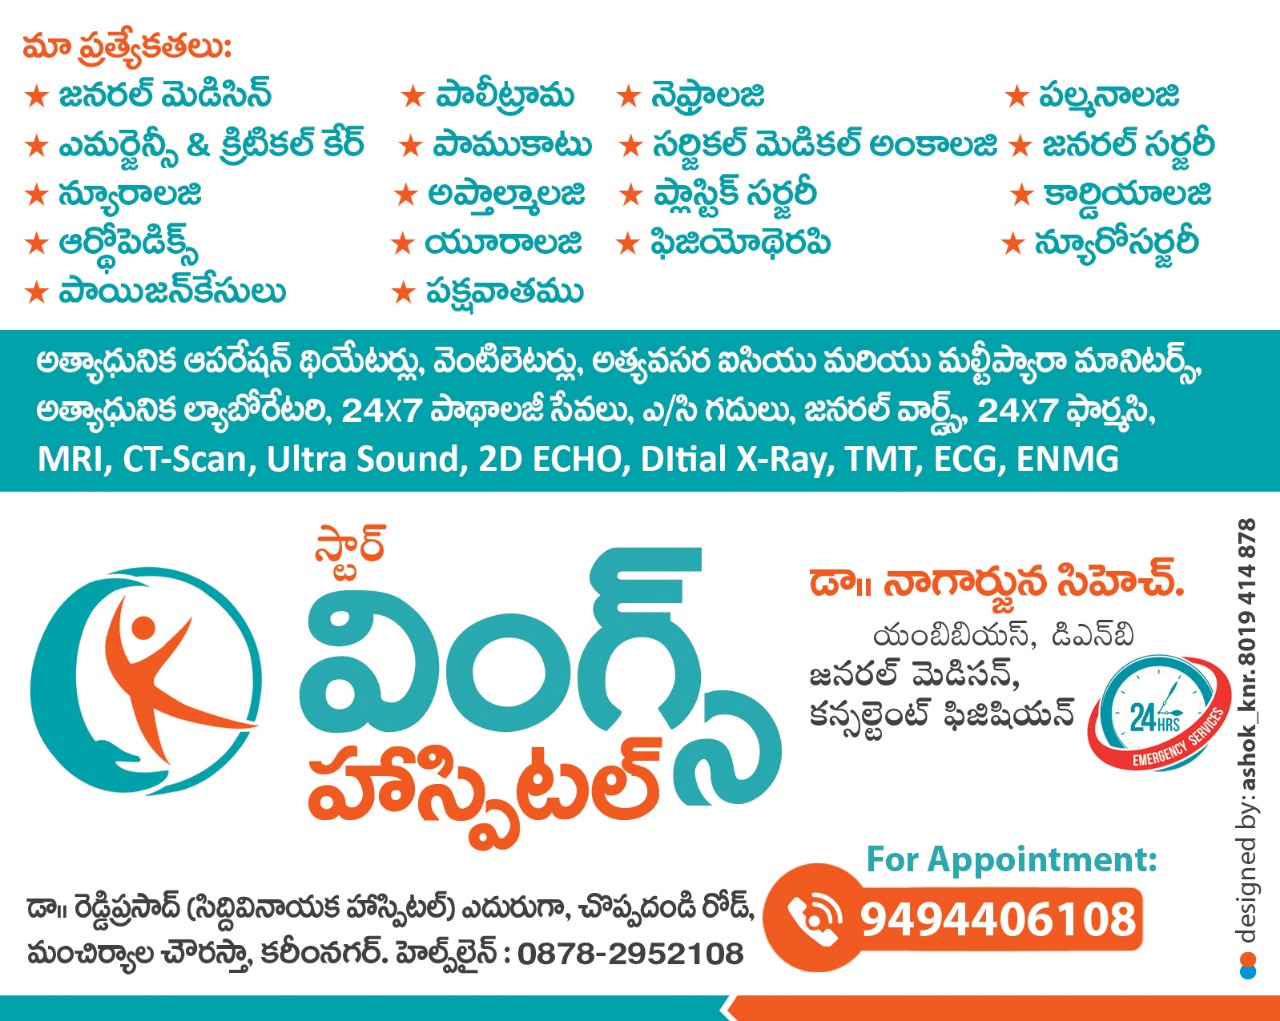 మా ప్రత్యేకతలు:
★ జనరల్ మెడిసిన్ ★ పాలీట్రామ ★ నెఫ్రాలజి ★ పల్మనాలజి
★ ఎమర్జెన్సీ & క్రిటికల్ కేర్ ★ పాముకాటు ★ సర్జికల్ మెడికల్ అంకాలజి ★ జనరల్ సర్జరీ
★ న్యూరాలజి ★ అప్తాల్మాలజి ★ ప్లాస్టిక్ సర్జరీ ★ కార్డియాలజి
★ ఆర్థోపెడిక్స్ ★ యూరాలజి ★ ఫిజియోథెరపి ★ న్యూరోసర్జరీ
★ పాయిజన్‌కేసులు ★ పక్షవాతము
అత్యాధునిక ఆపరేషన్ థియేటర్లు, వెంటిలెటర్లు, అత్యవసర ఐసియు మరియు మల్టీప్యారా మానిటర్స్,
అత్యాధునిక ల్యాబోరేటరి, 24X7 పాథాలజీ సేవలు, ఎ/సి గదులు, జనరల్ వార్డ్స్, 24X7 ఫార్మసి,
MRI, CT-Scan, Ultra Sound, 2D ECHO, DItial X-Ray, TMT, ECG, ENMG
స్టార్
వింగ్స్
హాస్పిటల్
డా॥ నాగార్జున సిహెచ్.
యంబిబియస్, డిఎన్‌బి
జనరల్ మెడిసన్,
కన్సల్టెంట్ ఫిజిషియన్
24 HRS
EMERGENCY SERVICES
For Appointment:
9494406108
డా॥ రెడ్డిప్రసాద్ (సిద్దివినాయక హాస్పిటల్) ఎదురుగా, చొప్పదండి రోడ్,
మంచిర్యాల చౌరస్తా, కరీంనగర్. హెల్ప్‌లైన్ : 0878-2952108
designed by: ashok_knr. 8019 414 878